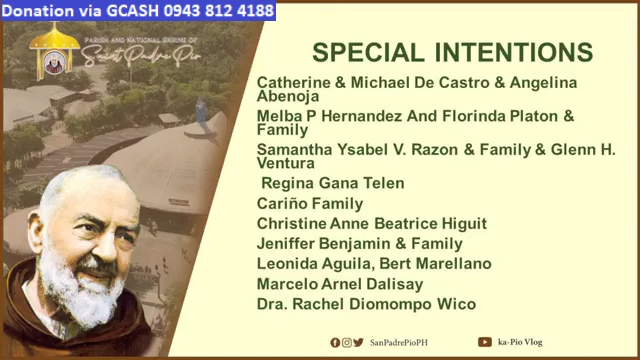 Donation via GCASH 0943 812 4188
PARISH AND NATIONAL SHRINE OF
Saint Padre Pio
SPECIAL INTENTIONS
Catherine & Michael De Castro & Angelina
Abenoja
Melba P Hernandez And Florinda Platon &
Family
Samantha Ysabel V. Razon & Family & Glenn H.
Ventura
Regina Gana Telen
Cariño Family
Christine Anne Beatrice Higuit
Jeniffer Benjamin & Family
Leonida Aguila, Bert Marellano
Marcelo Arnel Dalisay
Dra. Rachel Diomompo Wico
SanPadrePioPH
ka-Pio Vlog